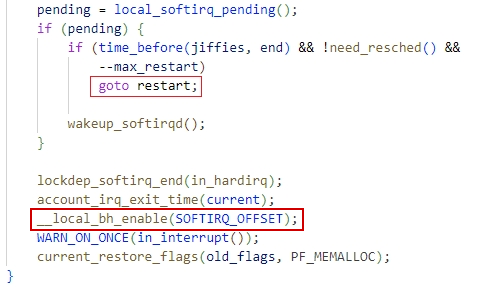 pending = local_softirq_pending();
if (pending) {
if (time_before(jiffies, end) && !need_resched() &&
--max_restart)
goto restart;
wakeup_softirqd();
}
lockdep_softirq_end(in_hardirq);
account_irq_exit_time(current);
__local_bh_enable(SOFTIRQ_OFFSET);
WARN_ON_ONCE(in_interrupt());
current_restore_flags(old_flags, PF_MEMALLOC);
}